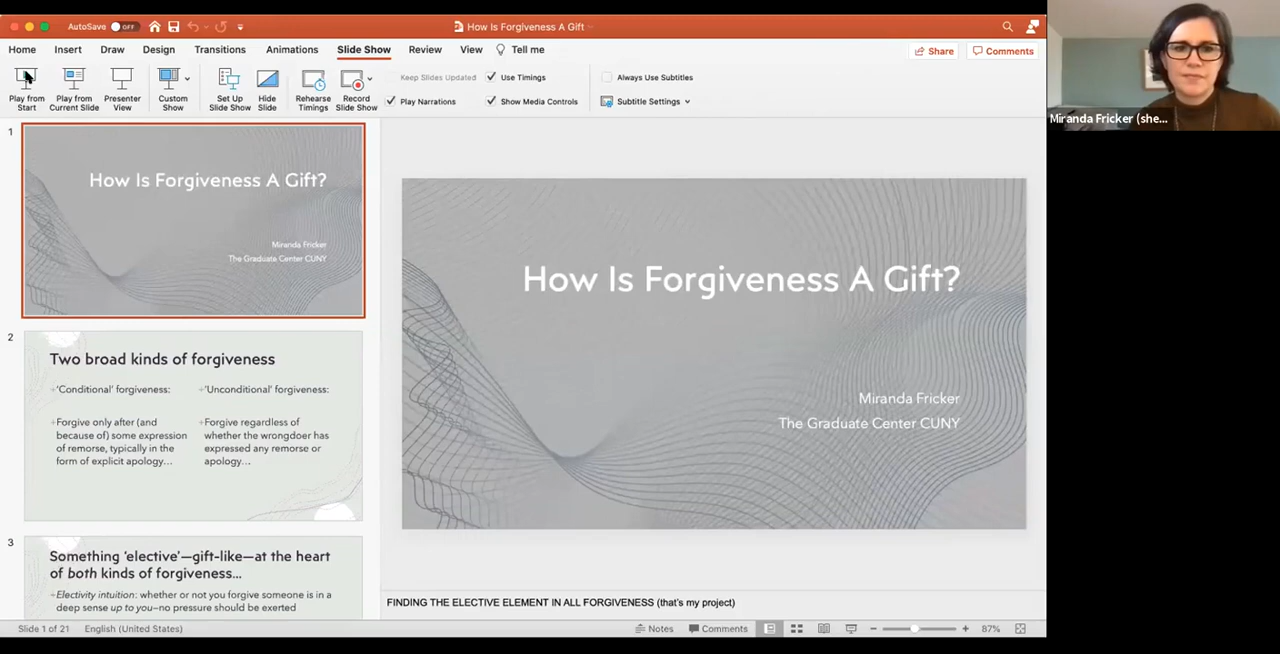 AutoSave OFF
How Is Forgiveness A Gift
Home Insert Draw Design Transitions Animations Slide Show Review View Tell me
Share Comments
Play from Start
Play from Current Slide
Presenter View
Custom Show
Set Up Slide Show
Hide Slide
Rehearse Timings
Record Slide Show
Keep Slides Updated
Play Narrations
Use Timings
Show Media Controls
Always Use Subtitles
Subtitle Settings
Miranda Fricker (she...
1
How Is Forgiveness A Gift?
Miranda Fricker
The Graduate Center CUNY
2
Two broad kinds of forgiveness
‘Conditional’ forgiveness:
Forgive only after (and
because of) some expression
of remorse, typically in the
form of explicit apology…
‘Unconditional’ forgiveness:
Forgive regardless of
whether the wrongdoer has
expressed any remorse or
apology…
3
Something ‘elective’—gift-like—at the heart
of both kinds of forgiveness…
Electivity intuition: whether or not you forgive someone is in a
deep sense up to you–no pressure should be exerted
How Is Forgiveness A Gift?
Miranda Fricker
The Graduate Center CUNY
FINDING THE ELECTIVE ELEMENT IN ALL FORGIVENESS (that's my project)
Slide 1 of 21 English (United States)
Notes Comments 87%